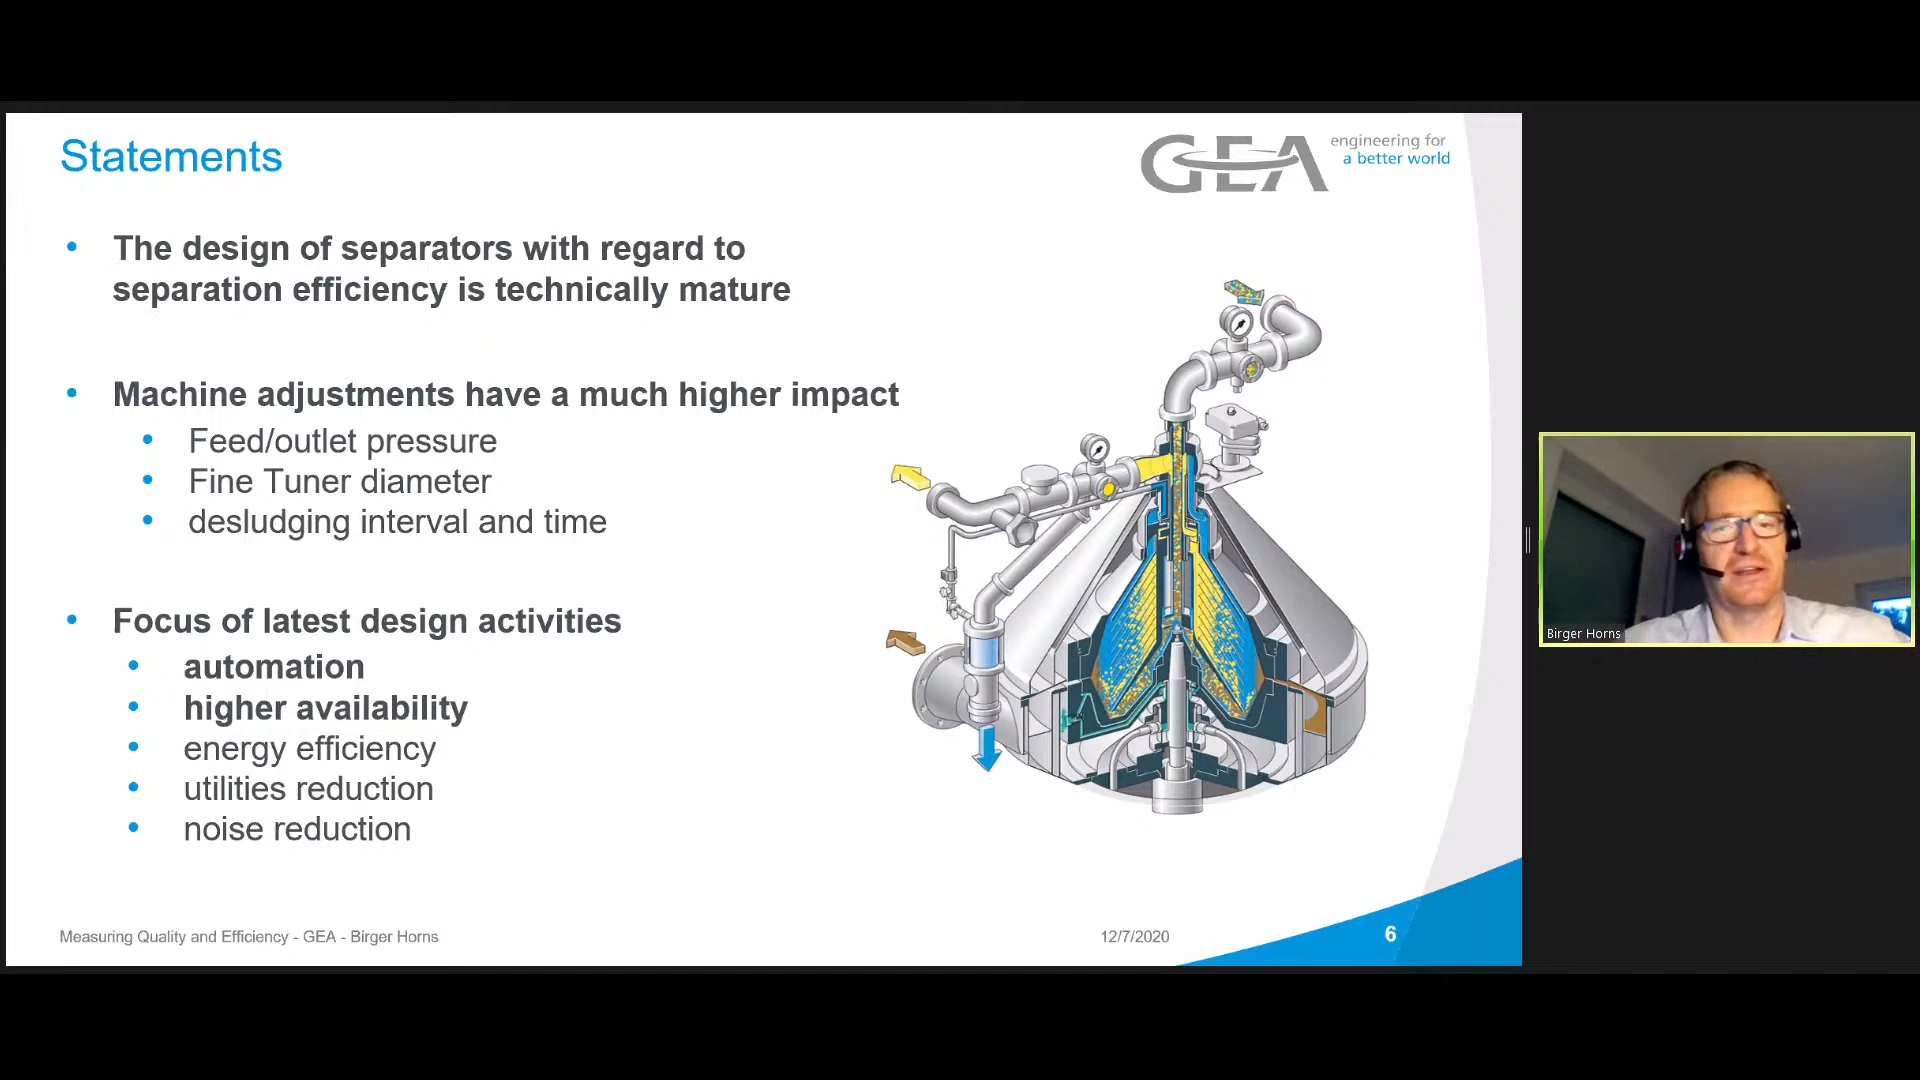 Statements
GEA
engineering for
a better world
• The design of separators with regard to
separation efficiency is technically mature
• Machine adjustments have a much higher impact
• Feed/outlet pressure
• Fine Tuner diameter
• desludging interval and time
• Focus of latest design activities
• automation
• higher availability
• energy efficiency
• utilities reduction
• noise reduction
Birger Horns
Measuring Quality and Efficiency - GEA - Birger Horns
12/7/2020
6